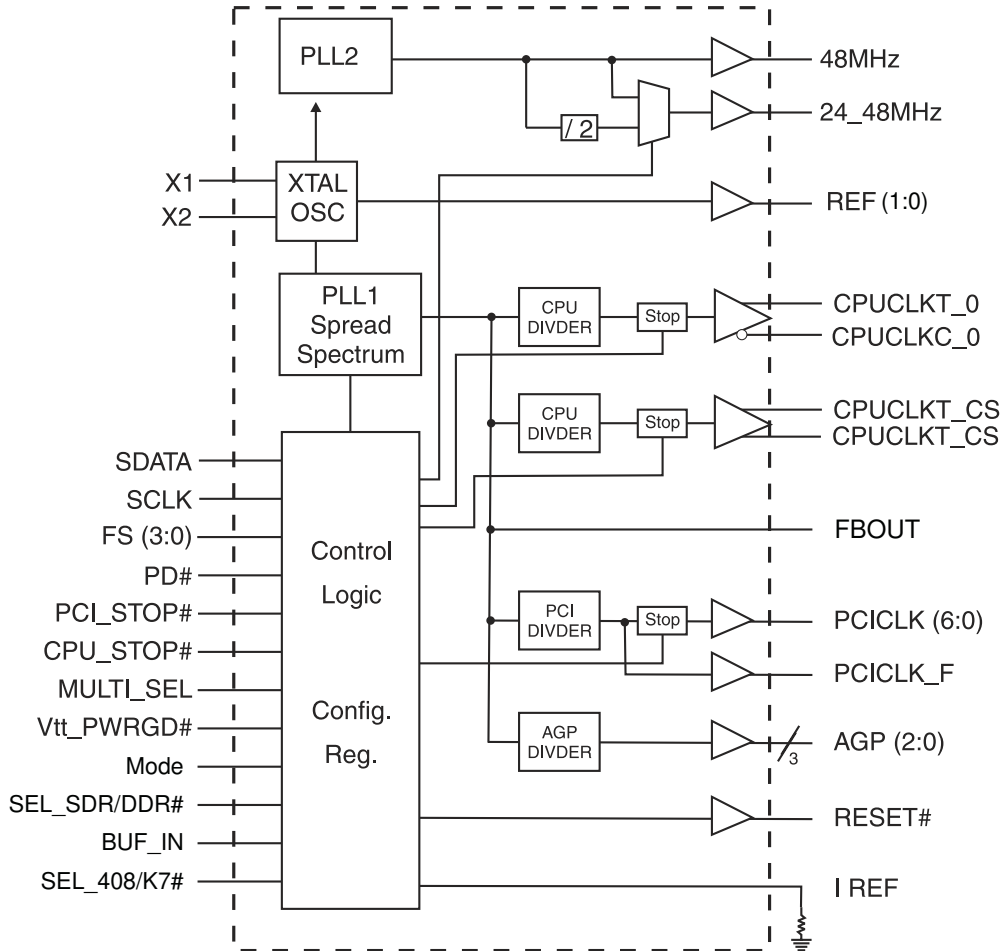 PLL2
48MHz
24_48MHz
/ 2
X1
X2
XTAL
OSC
REF (1:0)
PLL1
Spread
Spectrum
CPU
DIVDER
Stop
CPUCLKT_0
CPUCLKC_0
CPU
DIVDER
Stop
CPUCLKT_CS
CPUCLKT_CS
SDATA
SCLK
FS (3:0)
PD#
PCI_STOP#
CPU_STOP#
MULTI_SEL
Vtt_PWRGD#
Mode
SEL_SDR/DDR#
BUF_IN
SEL_408/K7#
Control
Logic
Config.
Reg.
FBOUT
PCI
DIVDER
Stop
PCICLK (6:0)
PCICLK_F
AGP
DIVDER
3
AGP (2:0)
RESET#
I REF